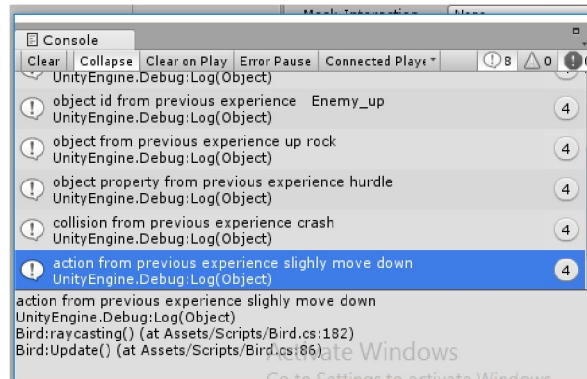 Mask Interaction None
Console
Clear Collapse Clear on Play Error Pause Connected Playe 8 0
UnityEngine.Debug:Log(Object)
object id from previous experience Enemy_up
UnityEngine.Debug:Log(Object)
4
object from previous experience up rock
UnityEngine.Debug:Log(Object)
4
object property from previous experience hurdle
UnityEngine.Debug:Log(Object)
4
collision from previous experience crash
UnityEngine.Debug:Log(Object)
4
action from previous experience slighly move down
UnityEngine.Debug:Log(Object)
4
action from previous experience slighly move down
UnityEngine.Debug:Log(Object)
Bird:raycasting() (at Assets/Scripts/Bird.cs:182)
Bird:Update() (at Assets/Scripts/Bird.cs:86)
Activate Windows
Go to Settings to activate Windows